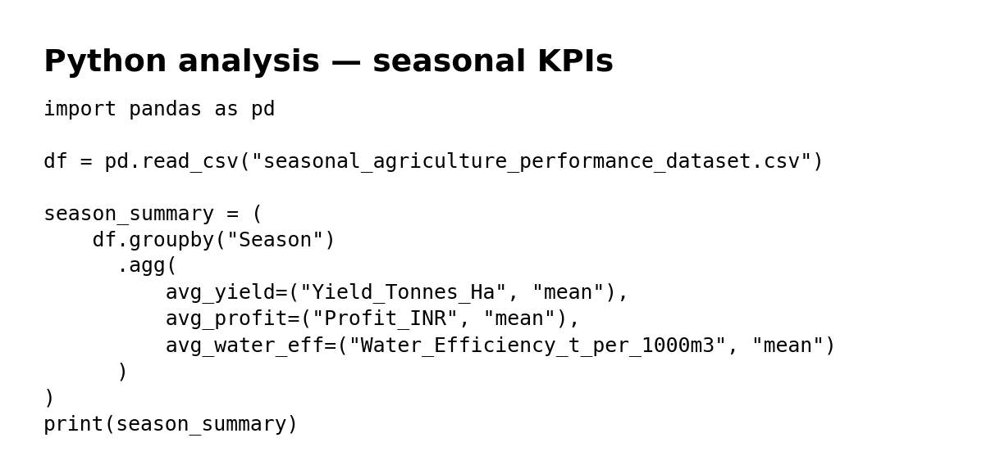 Python analysis — seasonal KPIs
import pandas as pd
df = pd.read_csv("seasonal_agriculture_performance_dataset.csv")
season_summary = (
    df.groupby("Season")
      .agg(
          avg_yield=("Yield_Tonnes_Ha", "mean"),
          avg_profit=("Profit_INR", "mean"),
          avg_water_eff=("Water_Efficiency_t_per_1000m3", "mean")
      )
)
print(season_summary)